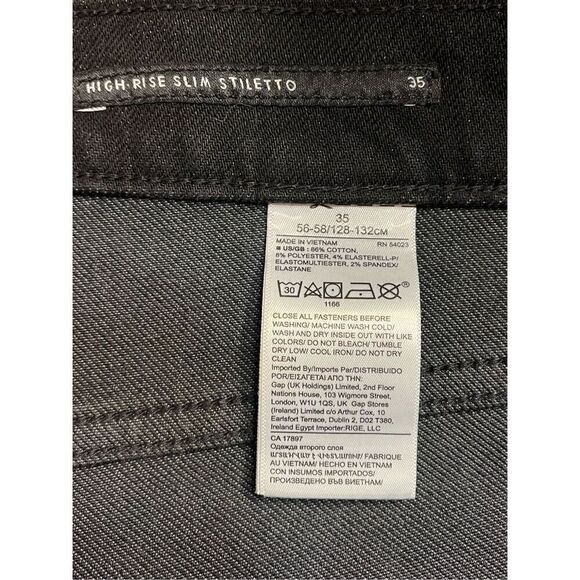 HIGH-RISE SLIM STILETTO 35
35
56-58/128-132CM
MADE IN VIETNAM RN 54023
US/GB : 86% COTTON,
8% POLYESTER, 4% ELASTERELL-P/
ELASTOMULTIESTER, 2% SPANDEX/
ELASTANE
30
1166
CLOSE ALL FASTENERS BEFORE
WASHING/ MACHINE WASH COLD/
WASH AND DRY INSIDE OUT WITH LIKE
COLORS/ DO NOT BLEACH/ TUMBLE
DRY LOW/ COOL IRON/ DO NOT DRY
CLEAN
Imported By/Importe Par/DISTRIBUIDO
POR/ΕΙΣΑΓΕΤΑΙ ΑΠΟ ΤΗΝ:
Gap (UK Holdings) Limited, 2nd Floor
Nations House, 103 Wigmore Street,
London, W1U 1QS, UK Gap Stores
(Ireland) Limited c/o Arthur Cox, 10
Earlsfort Terrace, Dublin 2, D02 T380,
Ireland Egypt Importer:RIGE, LLC
CA 17897
Одежда второго слоя
ԱՐՏԱԴՐՎԱԾ Է ՎԻԵՏՆԱՄՈՒՄ/ FABRIQUE
AU VIETNAM/ HECHO EN VIETNAM
CON INSUMOS IMPORTADOS/
ПРОИЗВЕДЕНО ВЪВ ВИЕТНАМ/